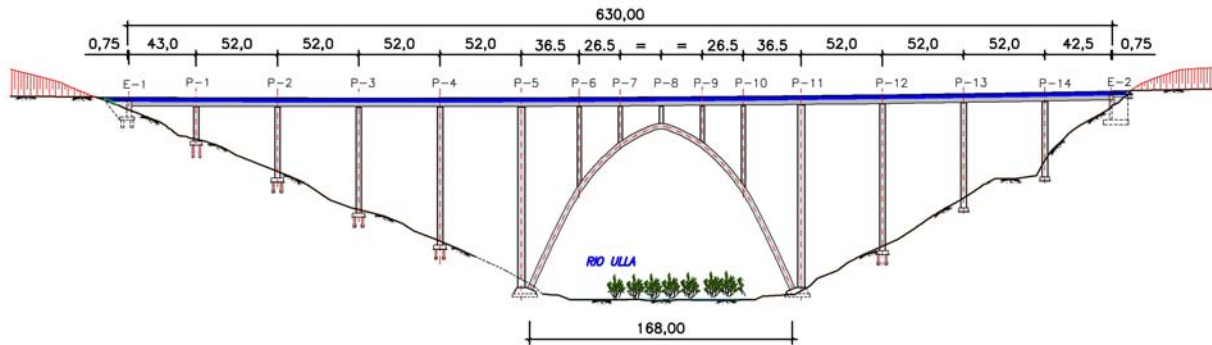 630,00
0,75 43,0 52,0 52,0 52,0 52,0 36.5 26.5 = = 26.5 36.5 52,0 52,0 52,0 42,5 0,75
E-1 P-1 P-2 P-3 P-4 P-5 P-6 P-7 P-8 P-9 P-10 P-11 P-12 P-13 P-14 E-2
RIO ULLA
168,00